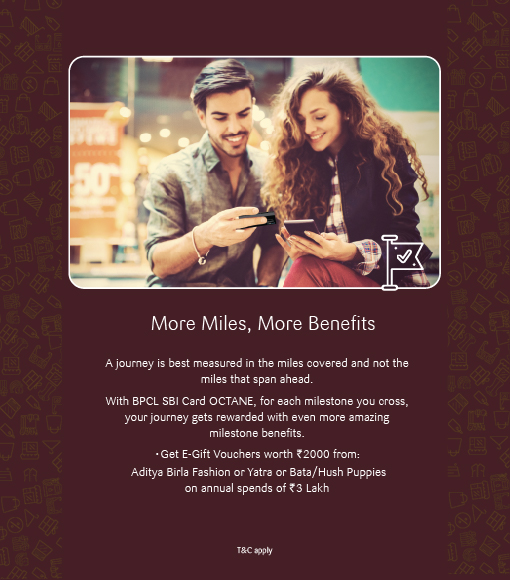 50%
More Miles, More Benefits
A journey is best measured in the miles covered and not the
miles that span ahead.
With BPCL SBI Card OCTANE, for each milestone you cross,
your journey gets rewarded with even more amazing
milestone benefits.
• Get E-Gift Vouchers worth ₹2000 from:
Aditya Birla Fashion or Yatra or Bata/Hush Puppies
on annual spends of ₹3 Lakh
T&C apply